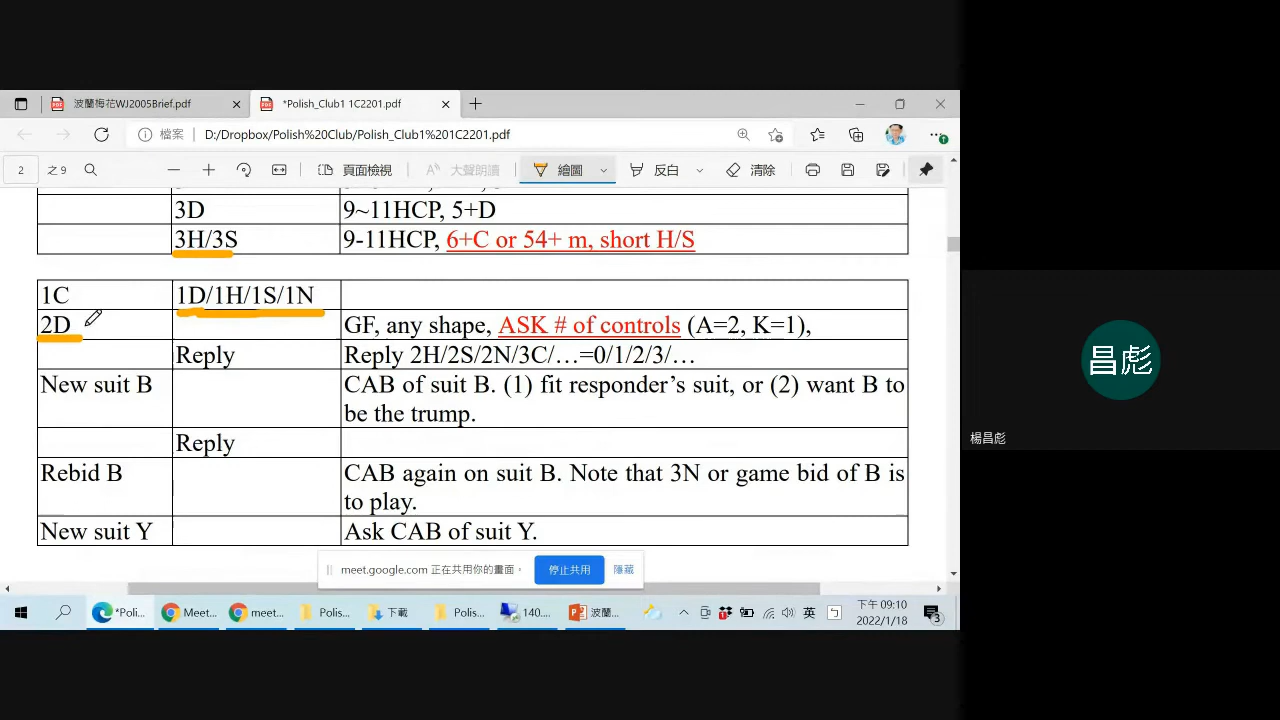 波蘭梅花WJ2005Brief.pdf
*Polish_Club1 1C2201.pdf
檔案 D:/Dropbox/Polish%20Club/Polish_Club1%201C2201.pdf
2 之9 頁面檢視 大聲朗讀 繪圖 反白 清除
3D 9~11HCP, 5+D
3H/3S 9-11HCP, 6+C or 54+ m, short H/S
1C 1D/1H/1S/1N
2D GF, any shape, ASK # of controls (A=2, K=1),
Reply Reply 2H/2S/2N/3C/…=0/1/2/3/…
New suit B CAB of suit B. (1) fit responder’s suit, or (2) want B to
be the trump.
Reply
Rebid B CAB again on suit B. Note that 3N or game bid of B is
to play.
New suit Y Ask CAB of suit Y.
meet.google.com 正在共用你的畫面。 停止共用 隱藏
*Poli... Meet... meet... Polis... 下載 Polis... 140.... 波蘭... 英 下午 09:10
2022/1/18 3
昌彪
楊昌彪